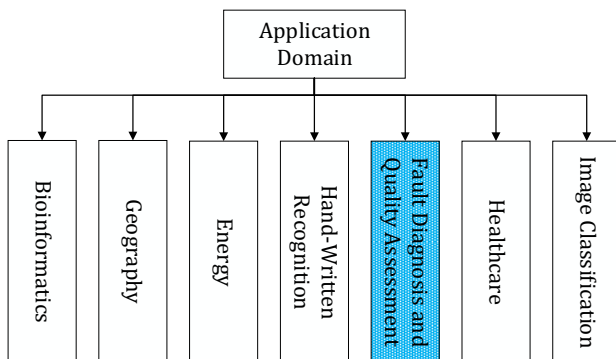 Application
Domain
Bioinformatics
Geography
Energy
Hand-Written
Recognition
Fault Diagnosis and
Quality Assessment
Healthcare
Image Classification